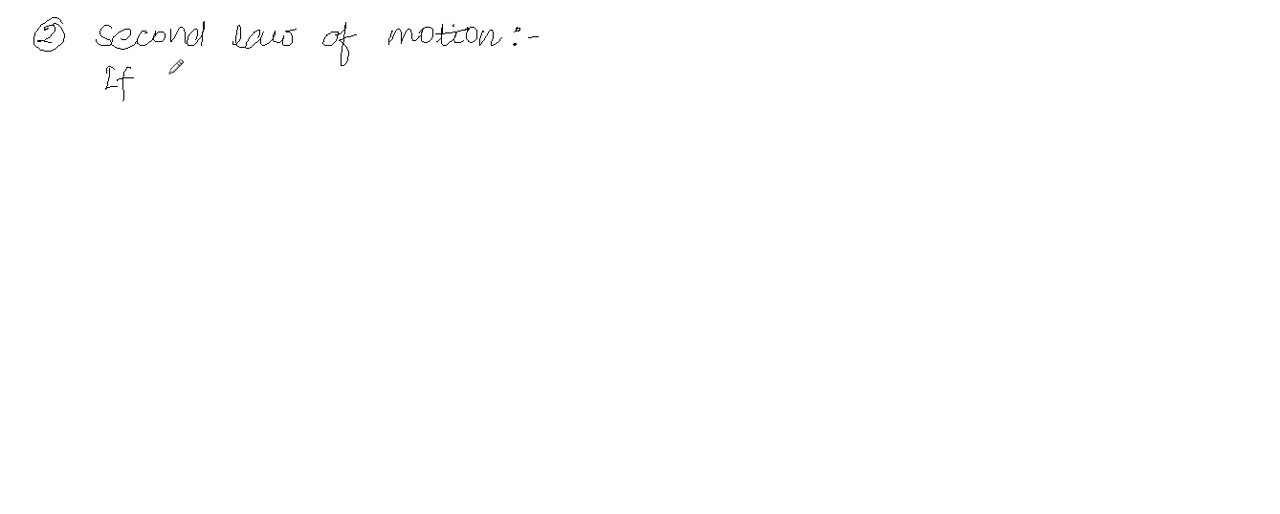 ② second law of motion:-
If